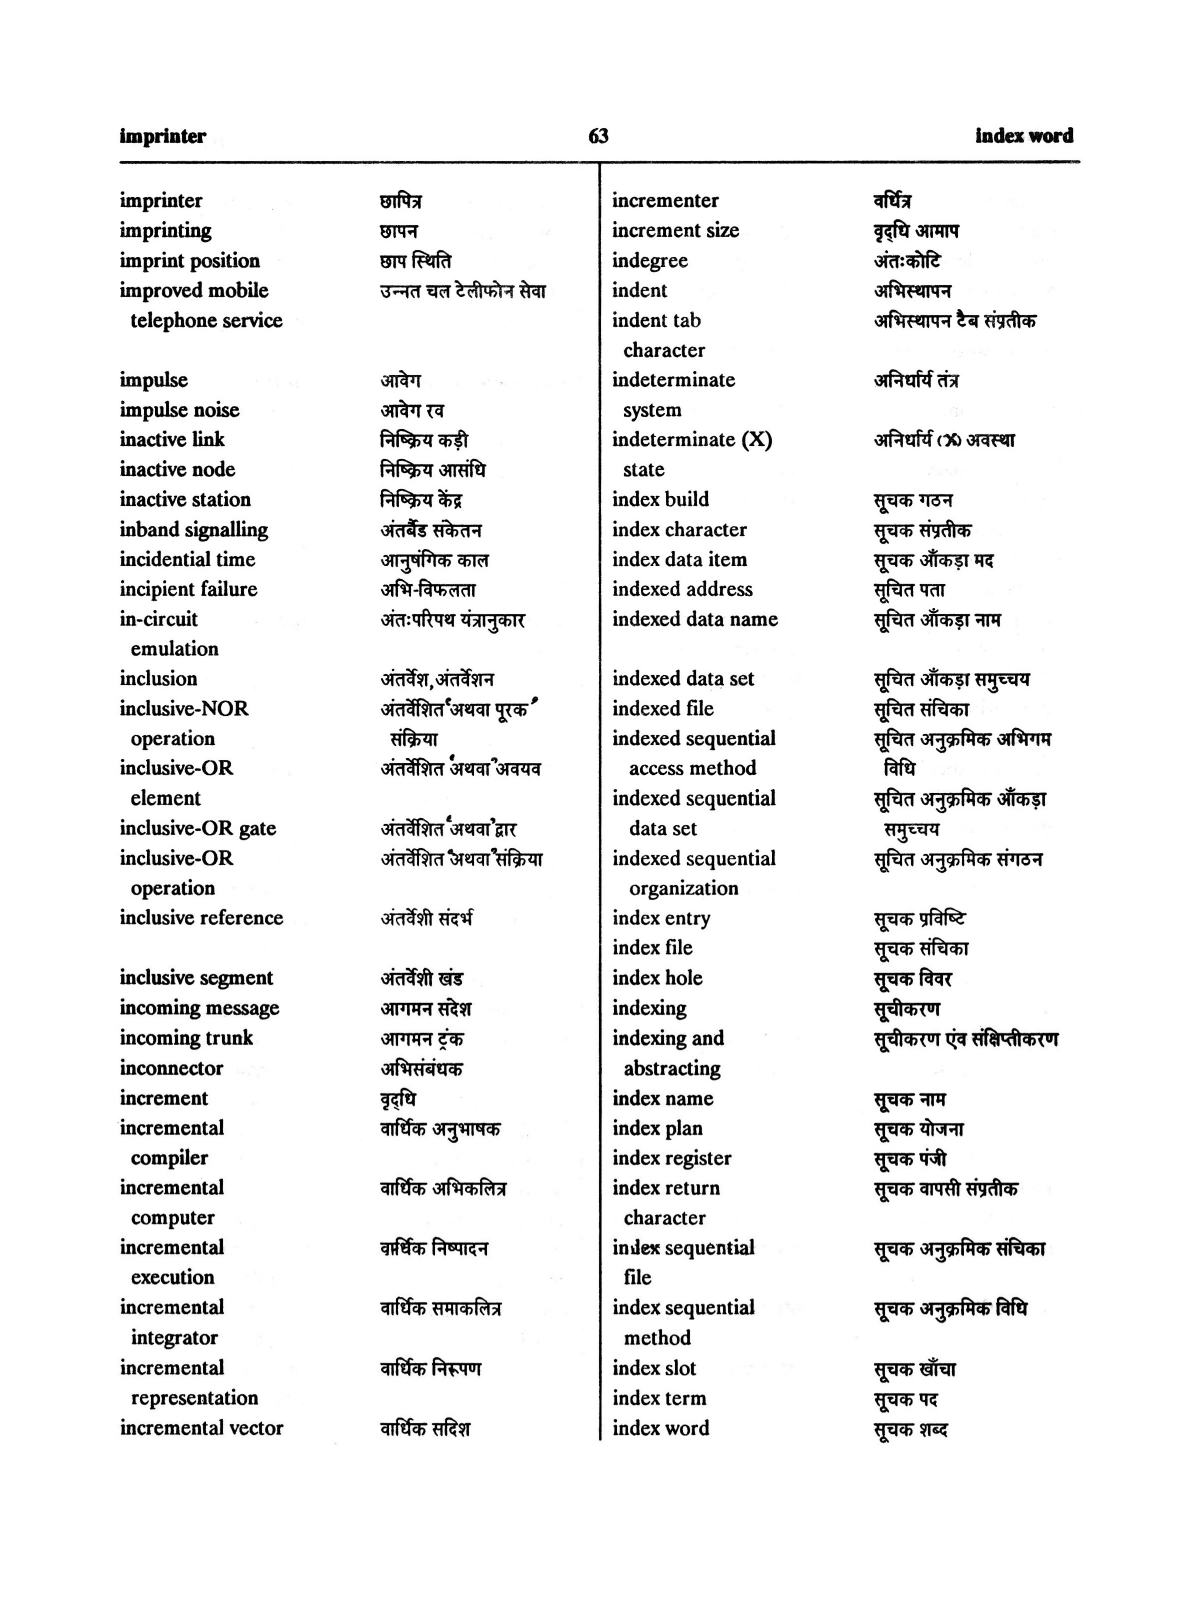 imprinter 63 index word
imprinter छापित्र
imprinting छापन
imprint position छाप स्थिति
improved mobile उन्नत चल टेलीफोन सेवा
telephone service
impulse आवेग
impulse noise आवेग रव
inactive link निष्क्रिय कड़ी
inactive node निष्क्रिय आसंधि
inactive station निष्क्रिय केंद्र
inband signalling अंतर्बैंड संकेतन
incidential time आनुषंगिक काल
incipient failure अभि-विफलता
in-circuit अंतःपरिपथ यंत्रानुकार
emulation
inclusion अंतर्वेश, अंतर्वेशन
inclusive-NOR अंतर्वेशित ‘अथवा पूरक’
operation संक्रिया
inclusive-OR अंतर्वेशित ‘अथवा’ अवयव
element
inclusive-OR gate अंतर्वेशित ‘अथवा’ द्वार
inclusive-OR अंतर्वेशित ‘अथवा’ संक्रिया
operation
inclusive reference अंतर्वेशी संदर्भ
inclusive segment अंतर्वेशी खंड
incoming message आगमन संदेश
incoming trunk आगमन ट्रंक
inconnector अभिसंबंधक
increment वृद्धि
incremental वार्धिक अनुभाषक
compiler
incremental वार्धिक अभिकलित्र
computer
incremental वार्धिक निष्पादन
execution
incremental वार्धिक समाकलित्र
integrator
incremental वार्धिक निरूपण
representation
incremental vector वार्धिक सदिश
incrementer वर्धित्र
increment size वृद्धि आमाप
indegree अंतःकोटि
indent अभिस्थापन
indent tab अभिस्थापन टैब संप्रतीक
character
indeterminate अनिर्धार्य तंत्र
system
indeterminate (X) अनिर्धार्य (X) अवस्था
state
index build सूचक गठन
index character सूचक संप्रतीक
index data item सूचक आँकड़ा मद
indexed address सूचित पता
indexed data name सूचित आँकड़ा नाम
indexed data set सूचित आँकड़ा समुच्चय
indexed file सूचित संचिका
indexed sequential सूचित अनुक्रमिक अभिगम
access method विधि
indexed sequential सूचित अनुक्रमिक आँकड़ा
data set समुच्चय
indexed sequential सूचित अनुक्रमिक संगठन
organization
index entry सूचक प्रविष्टि
index file सूचक संचिका
index hole सूचक विवर
indexing सूचीकरण
indexing and सूचीकरण एंव संक्षिप्तीकरण
abstracting
index name सूचक नाम
index plan सूचक योजना
index register सूचक पंजी
index return सूचक वापसी संप्रतीक
character
index sequential सूचक अनुक्रमिक संचिका
file
index sequential सूचक अनुक्रमिक विधि
method
index slot सूचक खाँचा
index term सूचक पद
index word सूचक शब्द